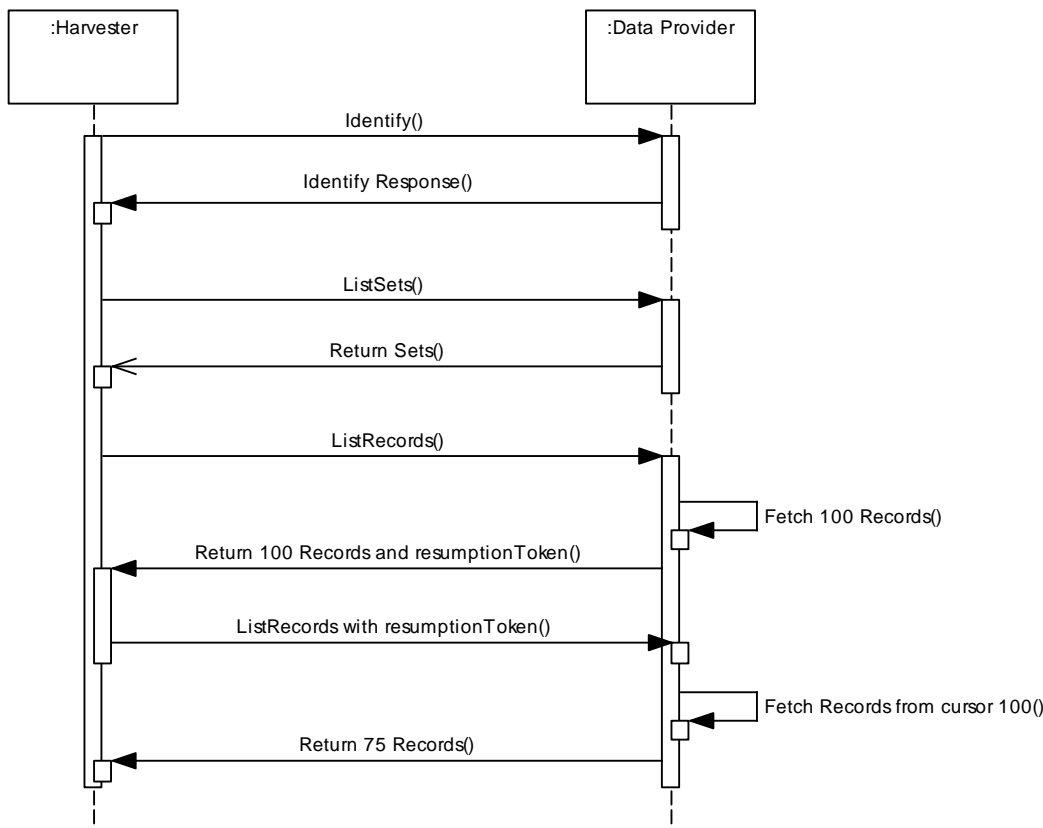 :Harvester
:Data Provider
Identify()
Identify Response()
ListSets()
Return Sets()
ListRecords()
Fetch 100 Records()
Return 100 Records and resumptionToken()
ListRecords with resumptionToken()
Fetch Records from cursor 100()
Return 75 Records()